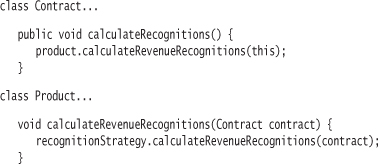 class Contract...
public void calculateRecognitions() {
product.calculateRevenueRecognitions(this);
}
class Product...
void calculateRevenueRecognitions(Contract contract) {
recognitionStrategy.calculateRevenueRecognitions(contract);
}